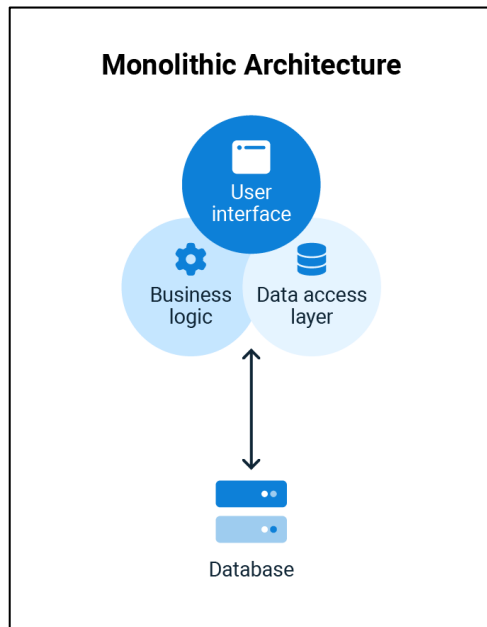 Monolithic Architecture
User
interface
Business
logic
Data access
layer
Database